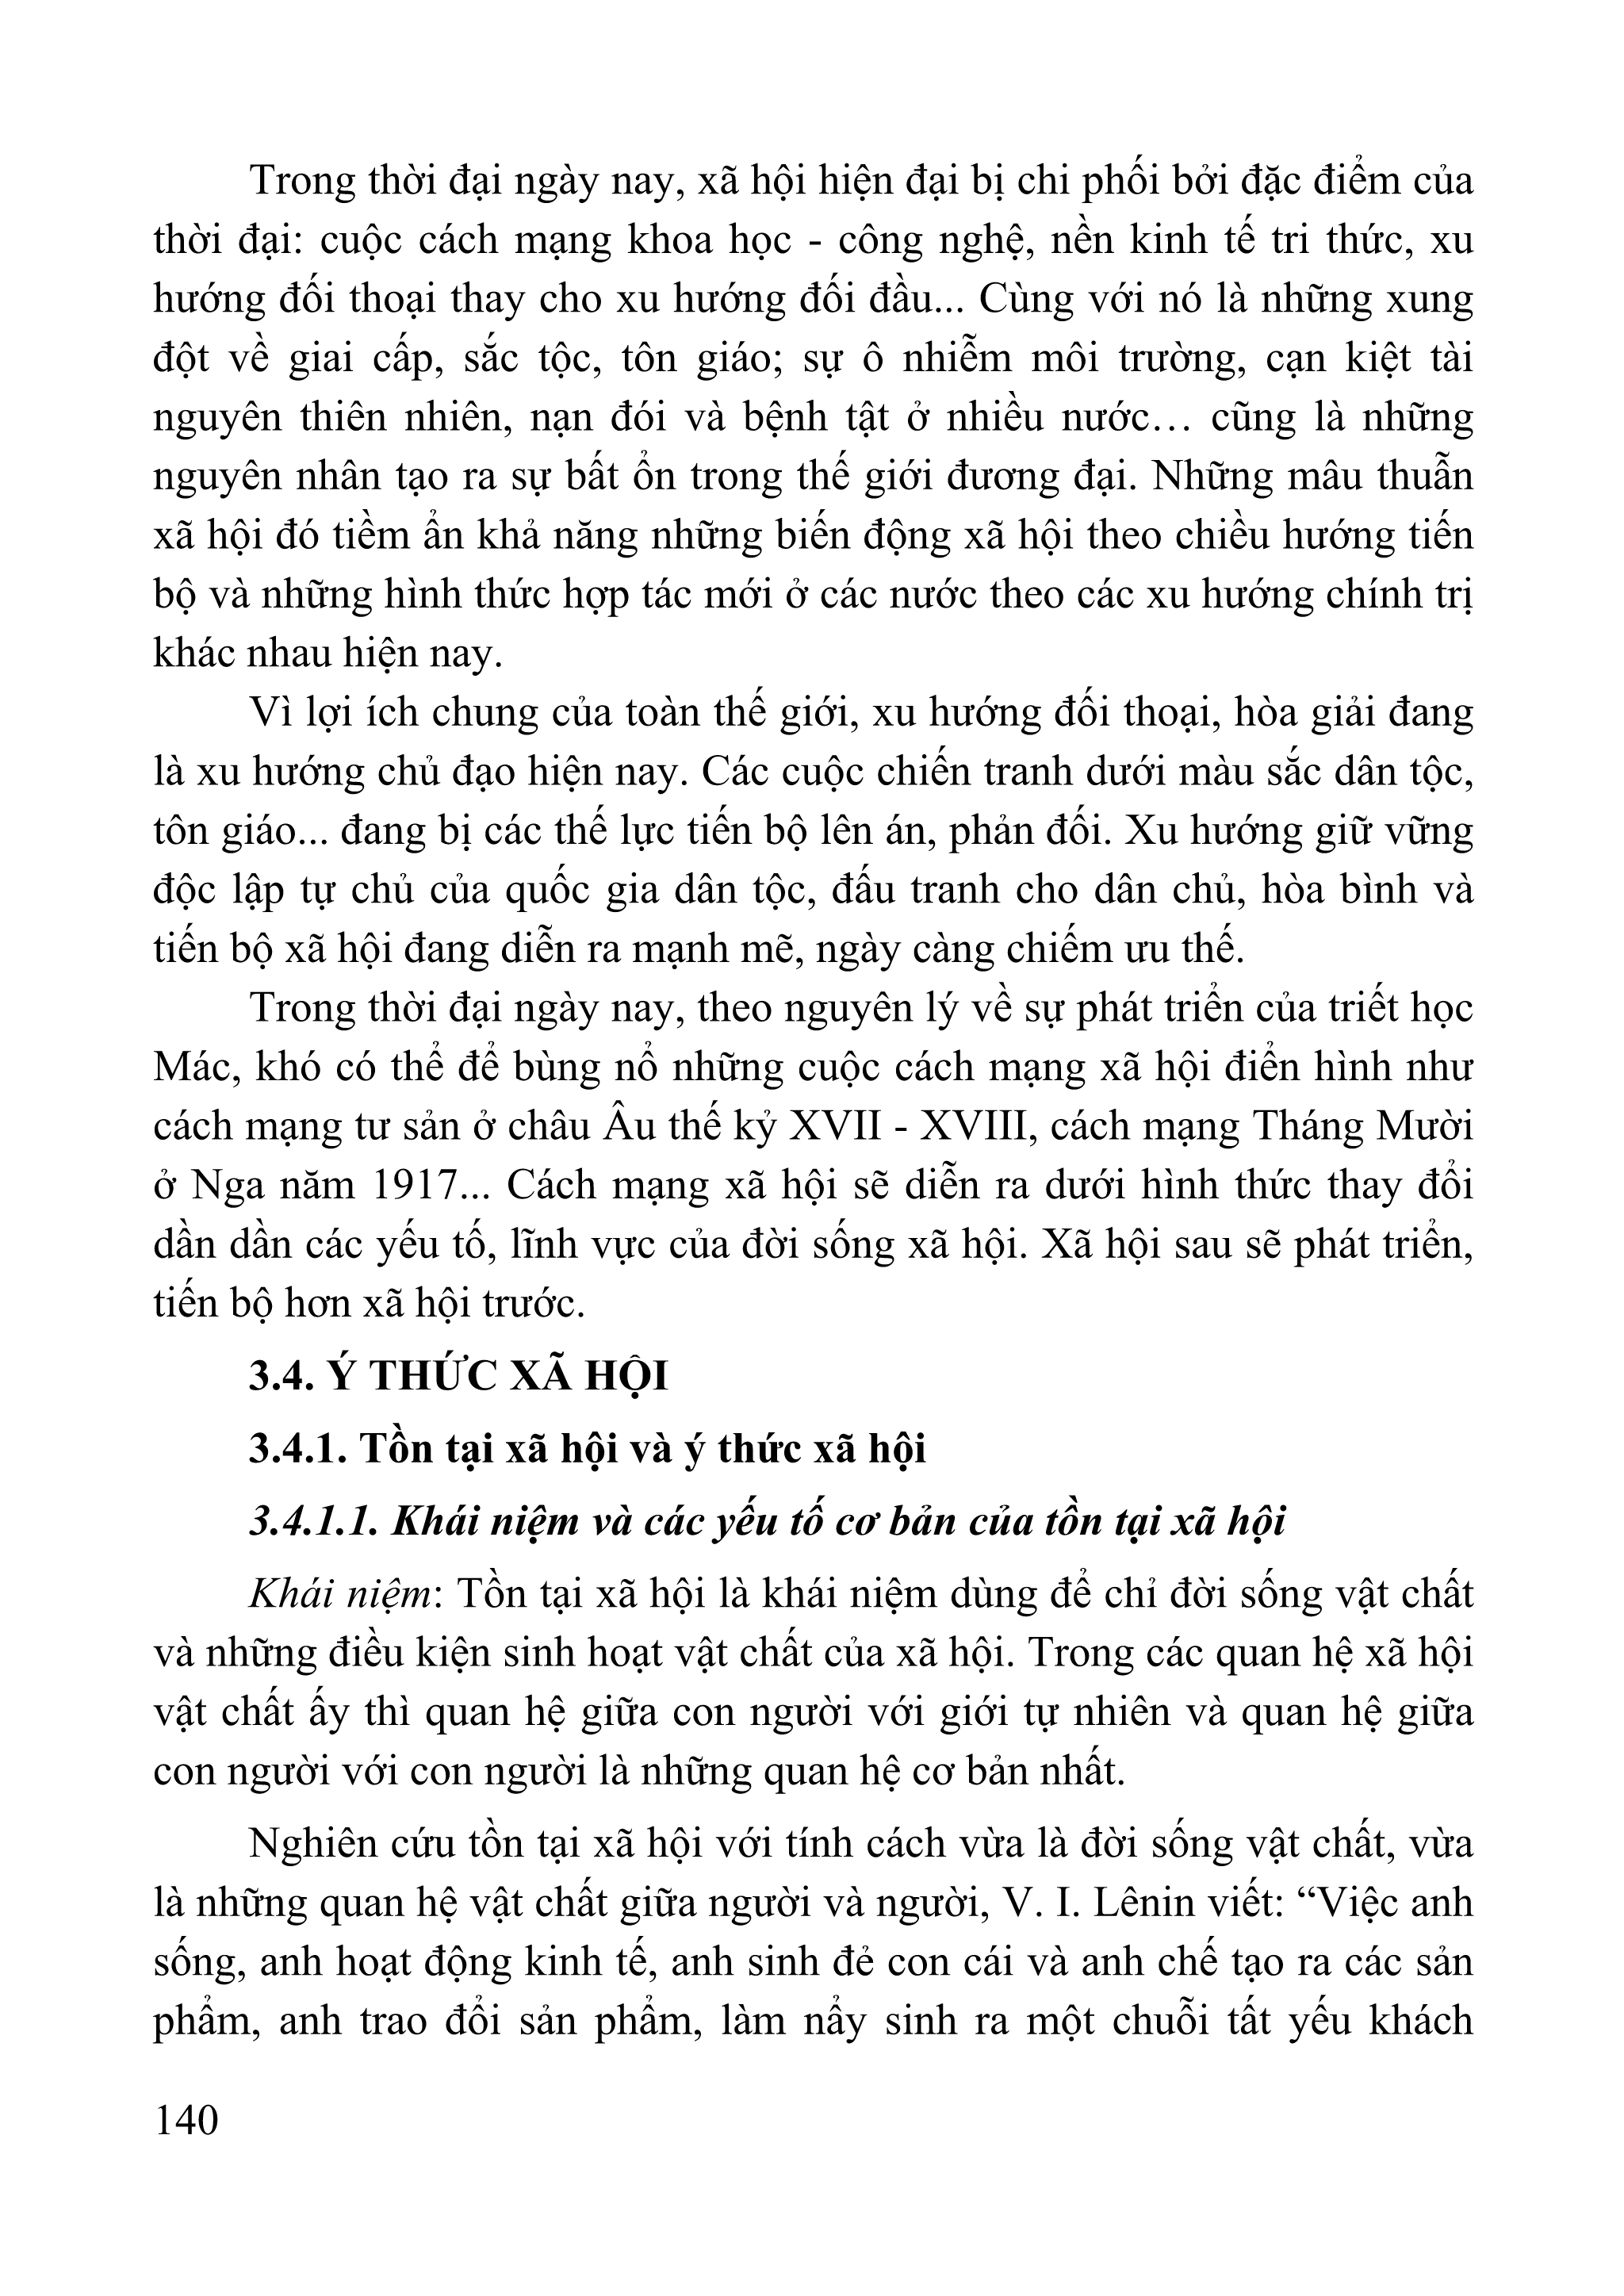 Trong thời đại ngày nay, xã hội hiện đại bị chi phối bởi đặc điểm của
thời đại: cuộc cách mạng khoa học - công nghệ, nền kinh tế tri thức, xu
hướng đối thoại thay cho xu hướng đối đầu... Cùng với nó là những xung
đột về giai cấp, sắc tộc, tôn giáo; sự ô nhiễm môi trường, cạn kiệt tài
nguyên thiên nhiên, nạn đói và bệnh tật ở nhiều nước… cũng là những
nguyên nhân tạo ra sự bất ổn trong thế giới đương đại. Những mâu thuẫn
xã hội đó tiềm ẩn khả năng những biến động xã hội theo chiều hướng tiến
bộ và những hình thức hợp tác mới ở các nước theo các xu hướng chính trị
khác nhau hiện nay.
Vì lợi ích chung của toàn thế giới, xu hướng đối thoại, hòa giải đang
là xu hướng chủ đạo hiện nay. Các cuộc chiến tranh dưới màu sắc dân tộc,
tôn giáo... đang bị các thế lực tiến bộ lên án, phản đối. Xu hướng giữ vững
độc lập tự chủ của quốc gia dân tộc, đấu tranh cho dân chủ, hòa bình và
tiến bộ xã hội đang diễn ra mạnh mẽ, ngày càng chiếm ưu thế.
Trong thời đại ngày nay, theo nguyên lý về sự phát triển của triết học
Mác, khó có thể để bùng nổ những cuộc cách mạng xã hội điển hình như
cách mạng tư sản ở châu Âu thế kỷ XVII - XVIII, cách mạng Tháng Mười
ở Nga năm 1917... Cách mạng xã hội sẽ diễn ra dưới hình thức thay đổi
dần dần các yếu tố, lĩnh vực của đời sống xã hội. Xã hội sau sẽ phát triển,
tiến bộ hơn xã hội trước.
3.4. Ý THỨC XÃ HỘI
3.4.1. Tồn tại xã hội và ý thức xã hội
3.4.1.1. Khái niệm và các yếu tố cơ bản của tồn tại xã hội
Khái niệm: Tồn tại xã hội là khái niệm dùng để chỉ đời sống vật chất
và những điều kiện sinh hoạt vật chất của xã hội. Trong các quan hệ xã hội
vật chất ấy thì quan hệ giữa con người với giới tự nhiên và quan hệ giữa
con người với con người là những quan hệ cơ bản nhất.
Nghiên cứu tồn tại xã hội với tính cách vừa là đời sống vật chất, vừa
là những quan hệ vật chất giữa người và người, V. I. Lênin viết: “Việc anh
sống, anh hoạt động kinh tế, anh sinh đẻ con cái và anh chế tạo ra các sản
phẩm, anh trao đổi sản phẩm, làm nẩy sinh ra một chuỗi tất yếu khách
140